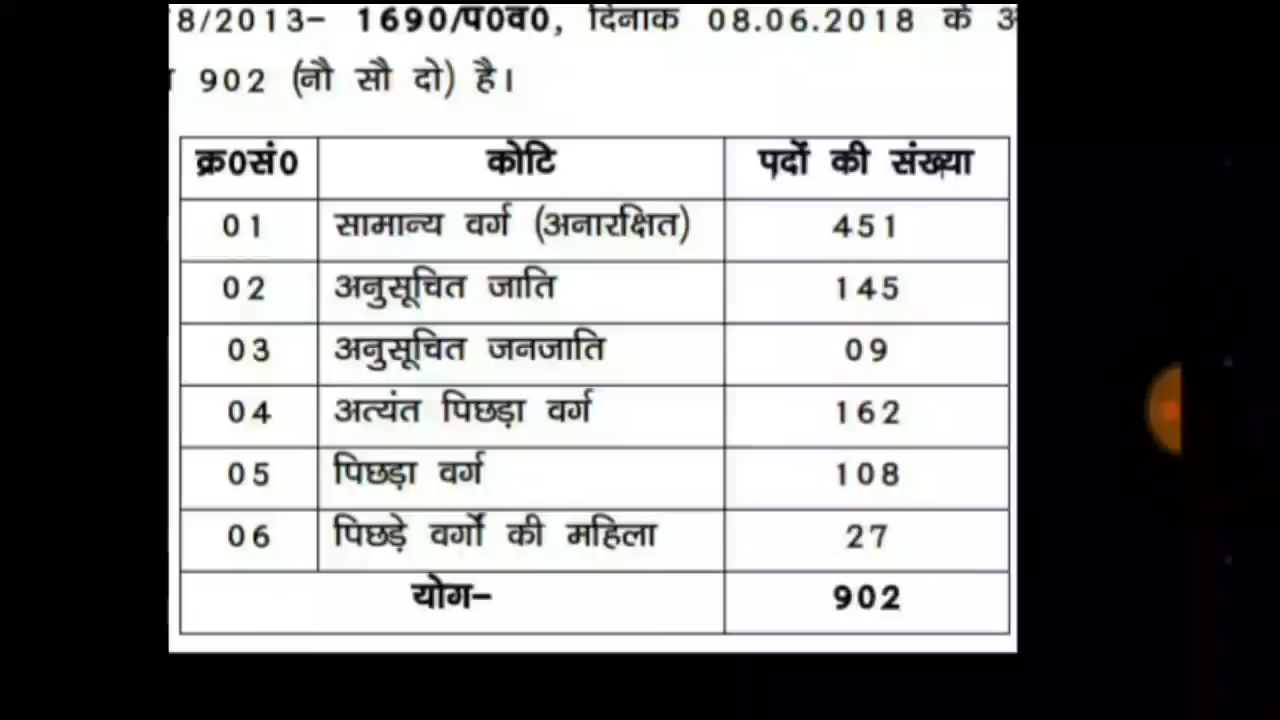 8/2013- 1690/प0व0, दिनाक 08.06.2018 के
902 (नौ सौ दो) है।
क्र0सं0 कोटि पदों की संख्या
01 सामान्य वर्ग (अनारक्षित) 451
02 अनुसूचित जाति 145
03 अनुसूचित जनजाति 09
04 अत्यंत पिछड़ा वर्ग 162
05 पिछड़ा वर्ग 108
06 पिछड़े वर्गों की महिला 27
योग- 902